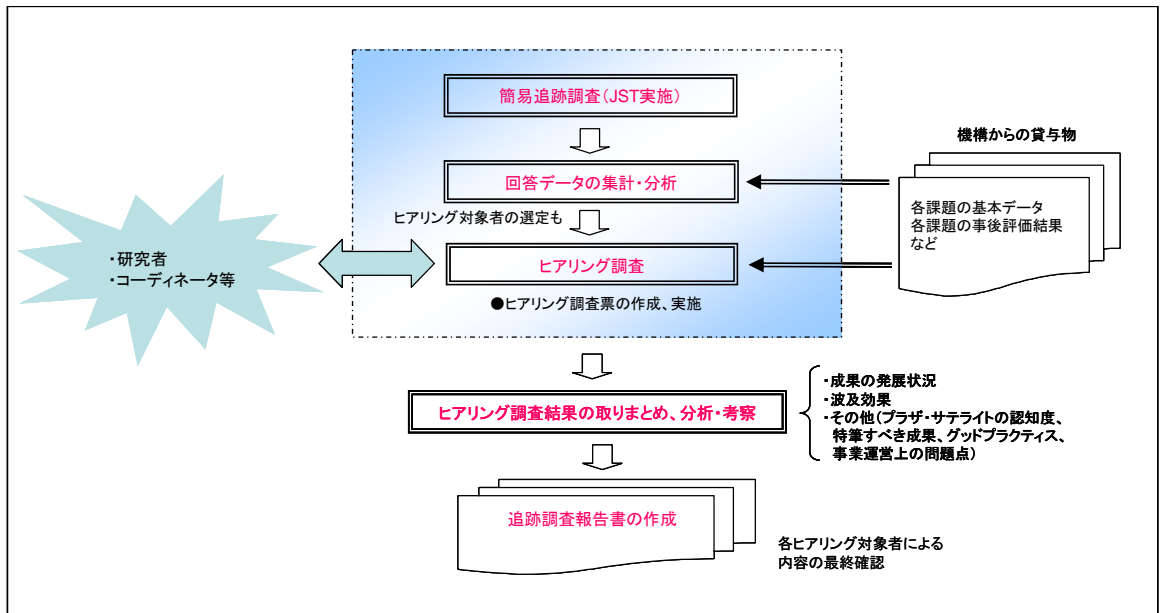 簡易追跡調査(JST実施)
機構からの貸与物
回答データの集計・分析
各課題の基本データ
各課題の事後評価結果
など
ヒアリング対象者の選定も
・研究者
・コーディネータ等
ヒアリング調査
●ヒアリング調査票の作成、実施
・成果の発展状況
・波及効果
・その他(プラザ・サテライトの認知度、
特筆すべき成果、グッドプラクティス、
事業運営上の問題点)
ヒアリング調査結果の取りまとめ、分析・考察
追跡調査報告書の作成
各ヒアリング対象者による
内容の最終確認